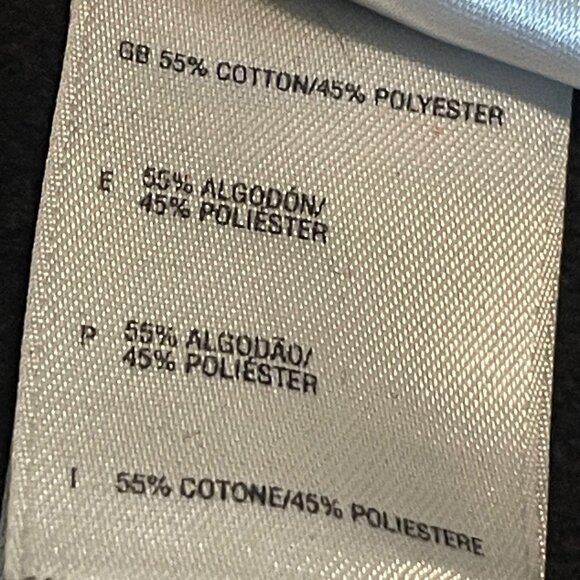 GB 55% COTTON/45% POLYESTER
E 55% ALGODÓN/
45% POLIÉSTER
P 55% ALGODÃO/
45% POLIÉSTER
I 55% COTONE/45% POLIESTERE